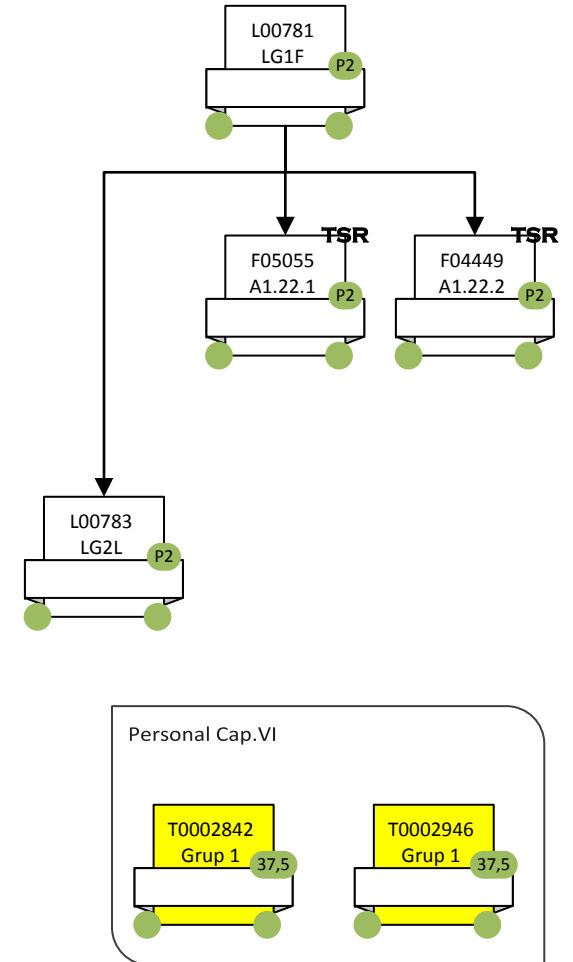 L00781
LG1F
P2
TSR
F05055
A1.22.1
P2
TSR
F04449
A1.22.2
P2
L00783
LG2L
P2
Personal Cap.VI
T0002842
Grup 1
37,5
T0002946
Grup 1
37,5